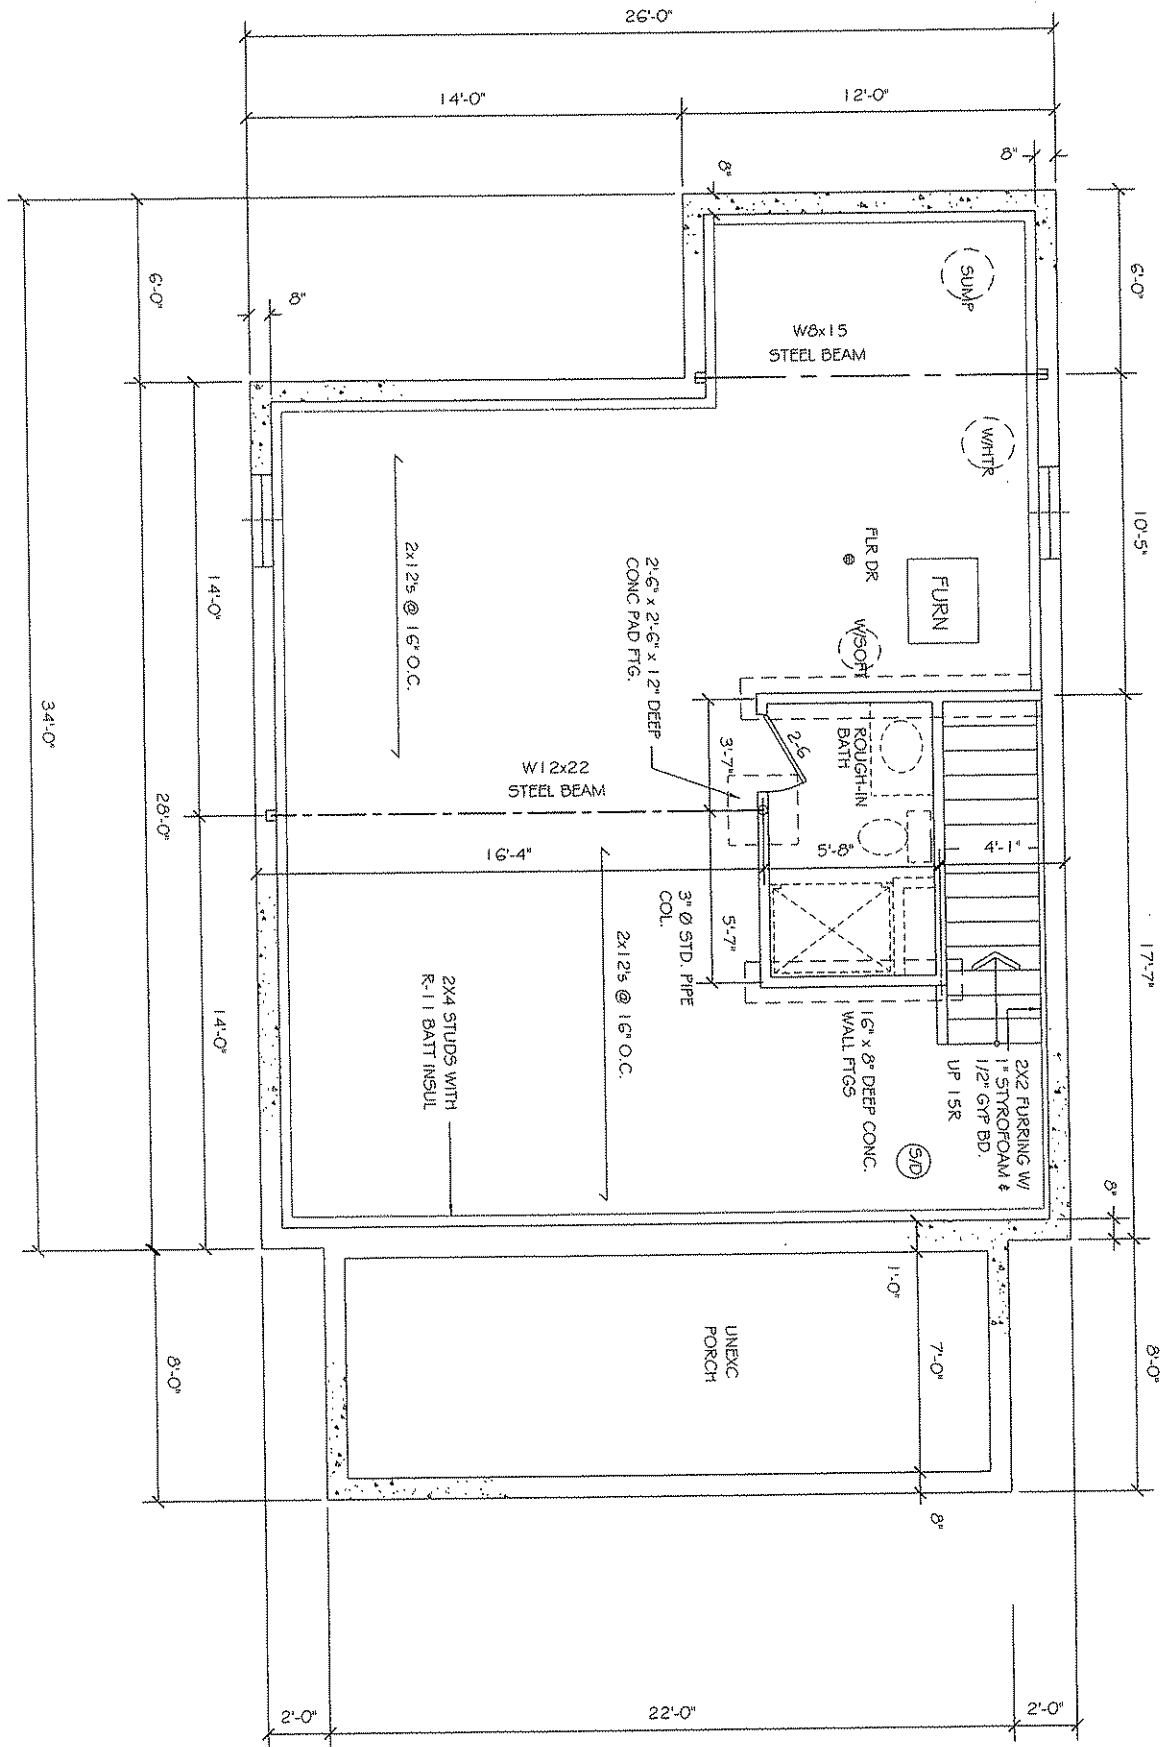 26'-0"
14'-0"
12'-0"
8"
8"
6'-0"
6'-0"
8"
SUMP
W8x15
STEEL BEAM
W/HTR
10'-5"
FLR DR
FURN
W/SOFT
2'-6" x 2'-6" x 12" DEEP
CONC PAD FTG.
2x12's @ 16" O.C.
14'-0"
34'-0"
28'-0"
3'-7"
2-6
ROUGH-IN
BATH
W12x22
STEEL BEAM
16'-4"
5'-8"
4'-1"
3" Ø STD. PIPE
COL.
5'-7"
17'-7"
2x12's @ 16" O.C.
14'-0"
2X4 STUDS WITH
R-11 BATT INSUL
16" x 8" DEEP CONC.
WALL FTGS
2X2 FURRING W/
1" STYROFOAM &
1/2" GYP BD.
UP 15R
S/D
8"
1'-0"
UNEXC
PORCH
7'-0"
8'-0"
8'-0"
8"
2'-0"
22'-0"
2'-0"